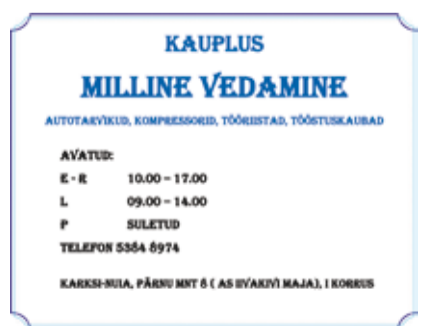 KAUPLUS
MILLINE VEDAMINE
AUTOTARVIKUD, KOMPRESSORID, TÖÖRIISTAD, TÖÖSTUSKAUBAD
AVATUD:
E - R 10.00 – 17.00
L 09.00 – 14.00
P SULETUD
TELEFON 5384 8974
KARKSI-NUIA, PÄRNU MNT 8 ( AS IIVAKIVI MAJA), I KORRUS